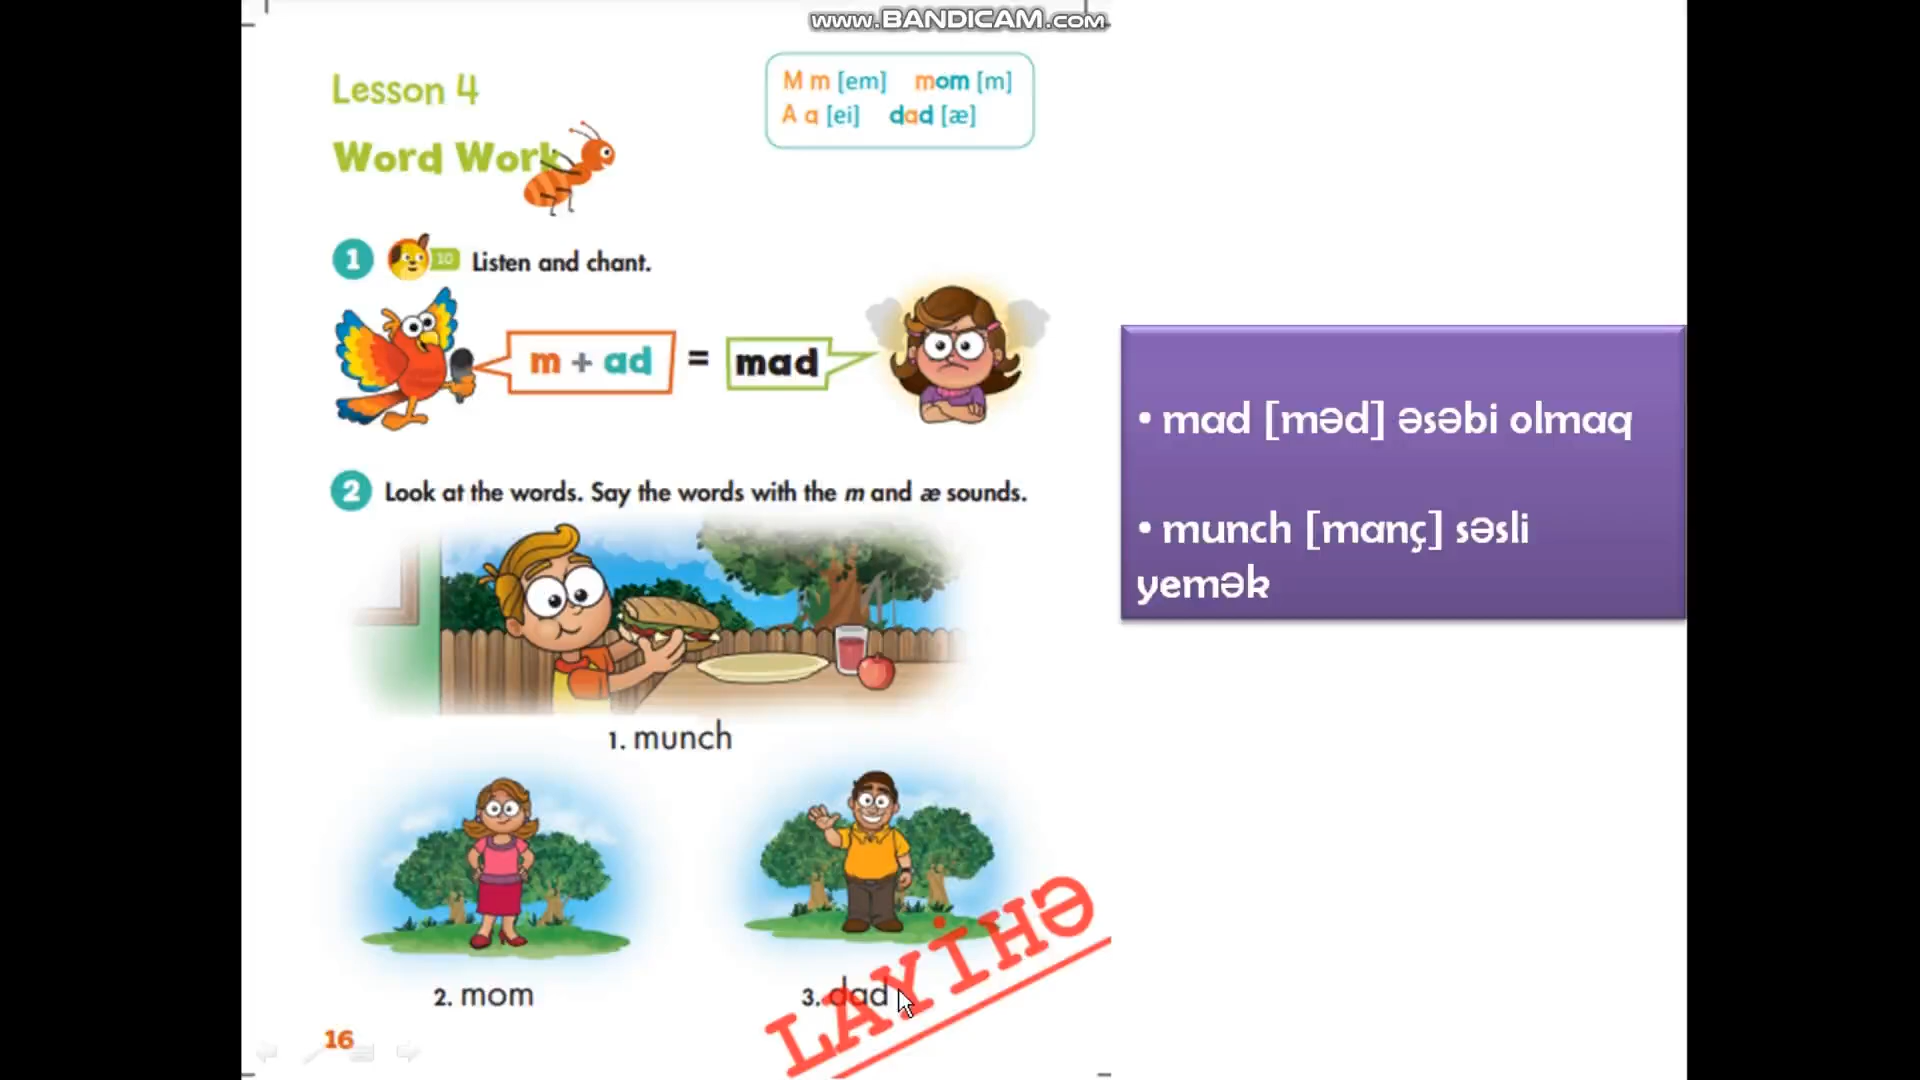 www.BANDICAM.com
Lesson 4
M m [em] mom [m]
A a [ei] dad [æ]
Word Work
1 10 Listen and chant.
m + ad = mad
2 Look at the words. Say the words with the m and æ sounds.
1. munch
2. mom
3. dad
LAYİHƏ
16
• mad [məd] əsəbi olmaq
• munch [manç] səsli
yemək